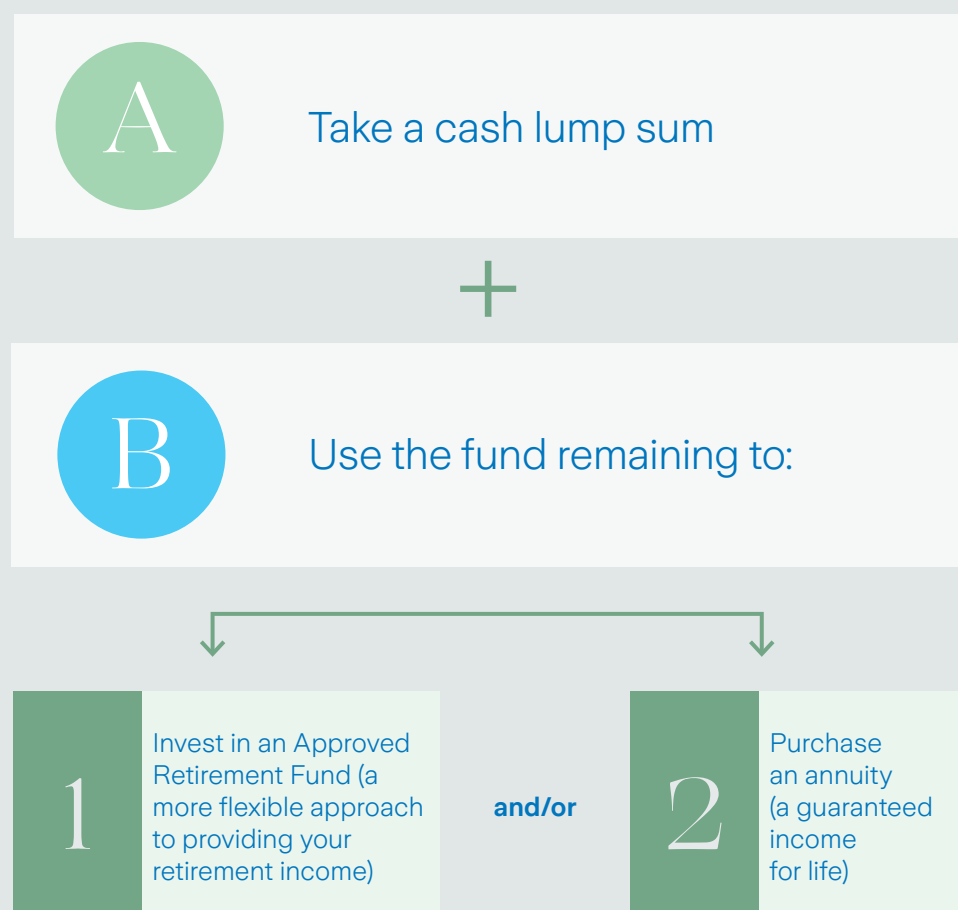 A
Take a cash lump sum
+
B
Use the fund remaining to:
1
Invest in an Approved
Retirement Fund (a
more flexible approach
to providing your
retirement income)
and/or
2
Purchase
an annuity
(a guaranteed
income
for life)